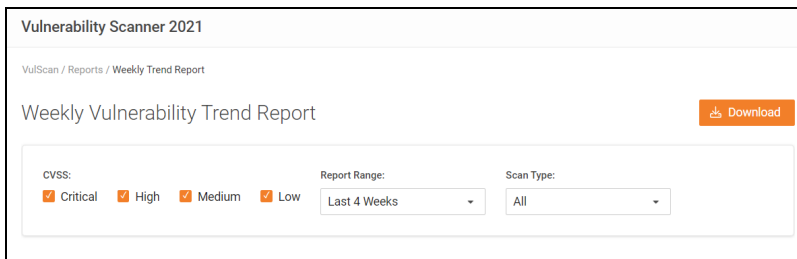 Vulnerability Scanner 2021
VulScan / Reports / Weekly Trend Report
Weekly Vulnerability Trend Report
Download
CVSS:
Report Range:
Scan Type:
Critical
High
Medium
Low
Last 4 Weeks
All